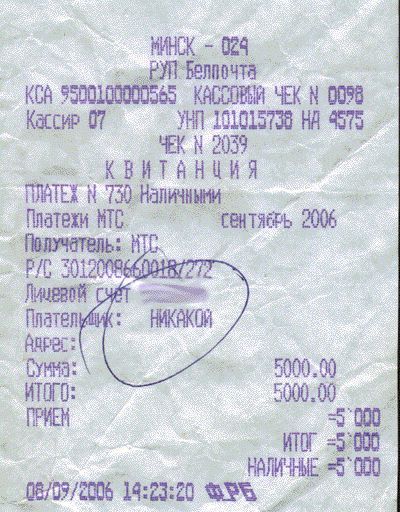 МИНСК - 024
РУП Белпочта
КСА 9500100000565 КАССОВЫЙ ЧЕК N 0098
Кассир 07 УНП 101015738 НА 4575
ЧЕК N 2039
КВИТАНЦИЯ
ПЛАТЕЖ N 730 Наличными
Платежи МТС сентябрь 2006
Получатель: МТС
Р/С 3012008660018/272
Лицевой счет
Плательщик: НИКАКОЙ
Адрес:
Сумма: 5000.00
ИТОГО: 5000.00
ПРИЕМ =5`000
ИТОГ =5`000
НАЛИЧНЫЕ =5`000
08/09/2006 14:23:20 ФРБ